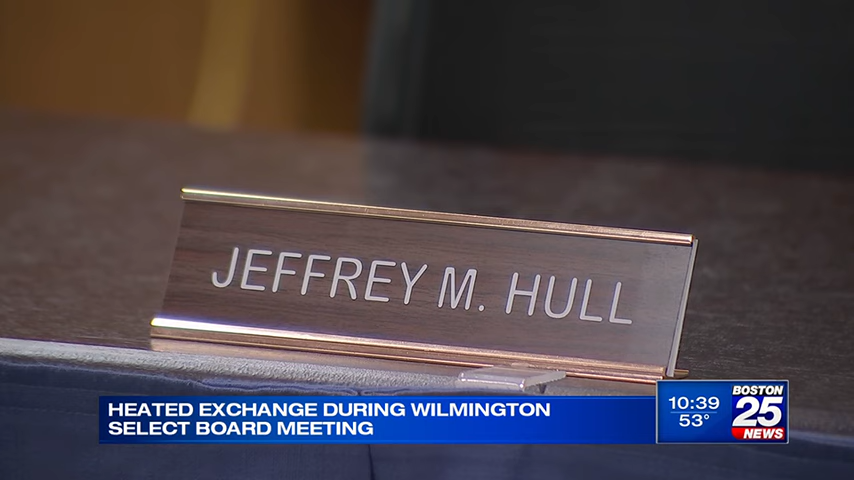 JEFFREY M. HULL
HEATED EXCHANGE DURING WILMINGTON
SELECT BOARD MEETING
10:39
53°
BOSTON
25
NEWS